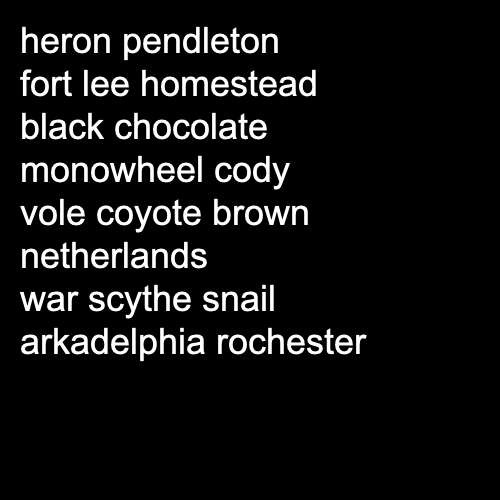 heron pendleton
fort lee homestead
black chocolate
monowheel cody
vole coyote brown
netherlands
war scythe snail
arkadelphia rochester